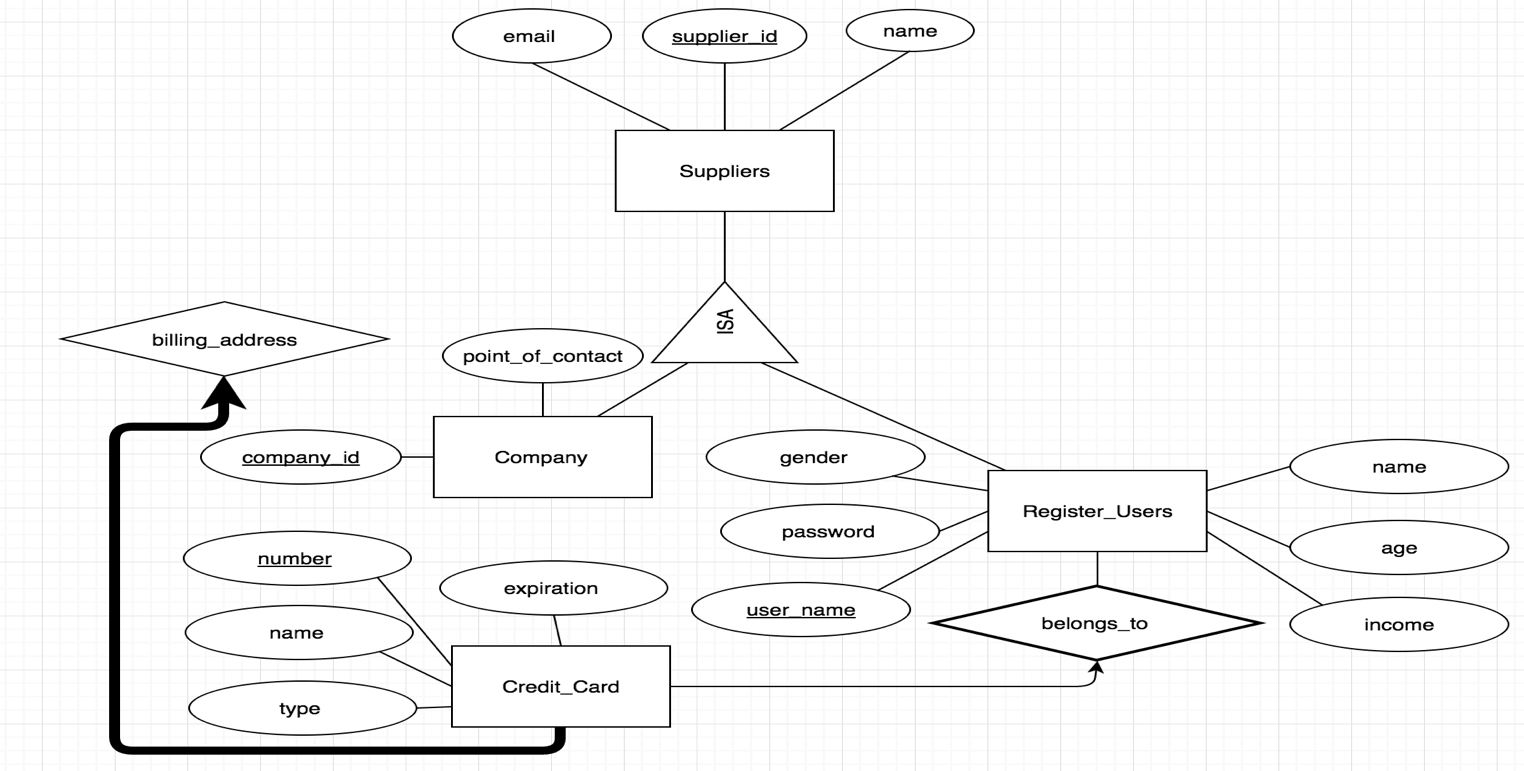 email
supplier_id
name
Suppliers
ISA
billing_address
point_of_contact
company_id
Company
gender
password
user_name
Register_Users
name
age
income
belongs_to
number
name
type
expiration
Credit_Card